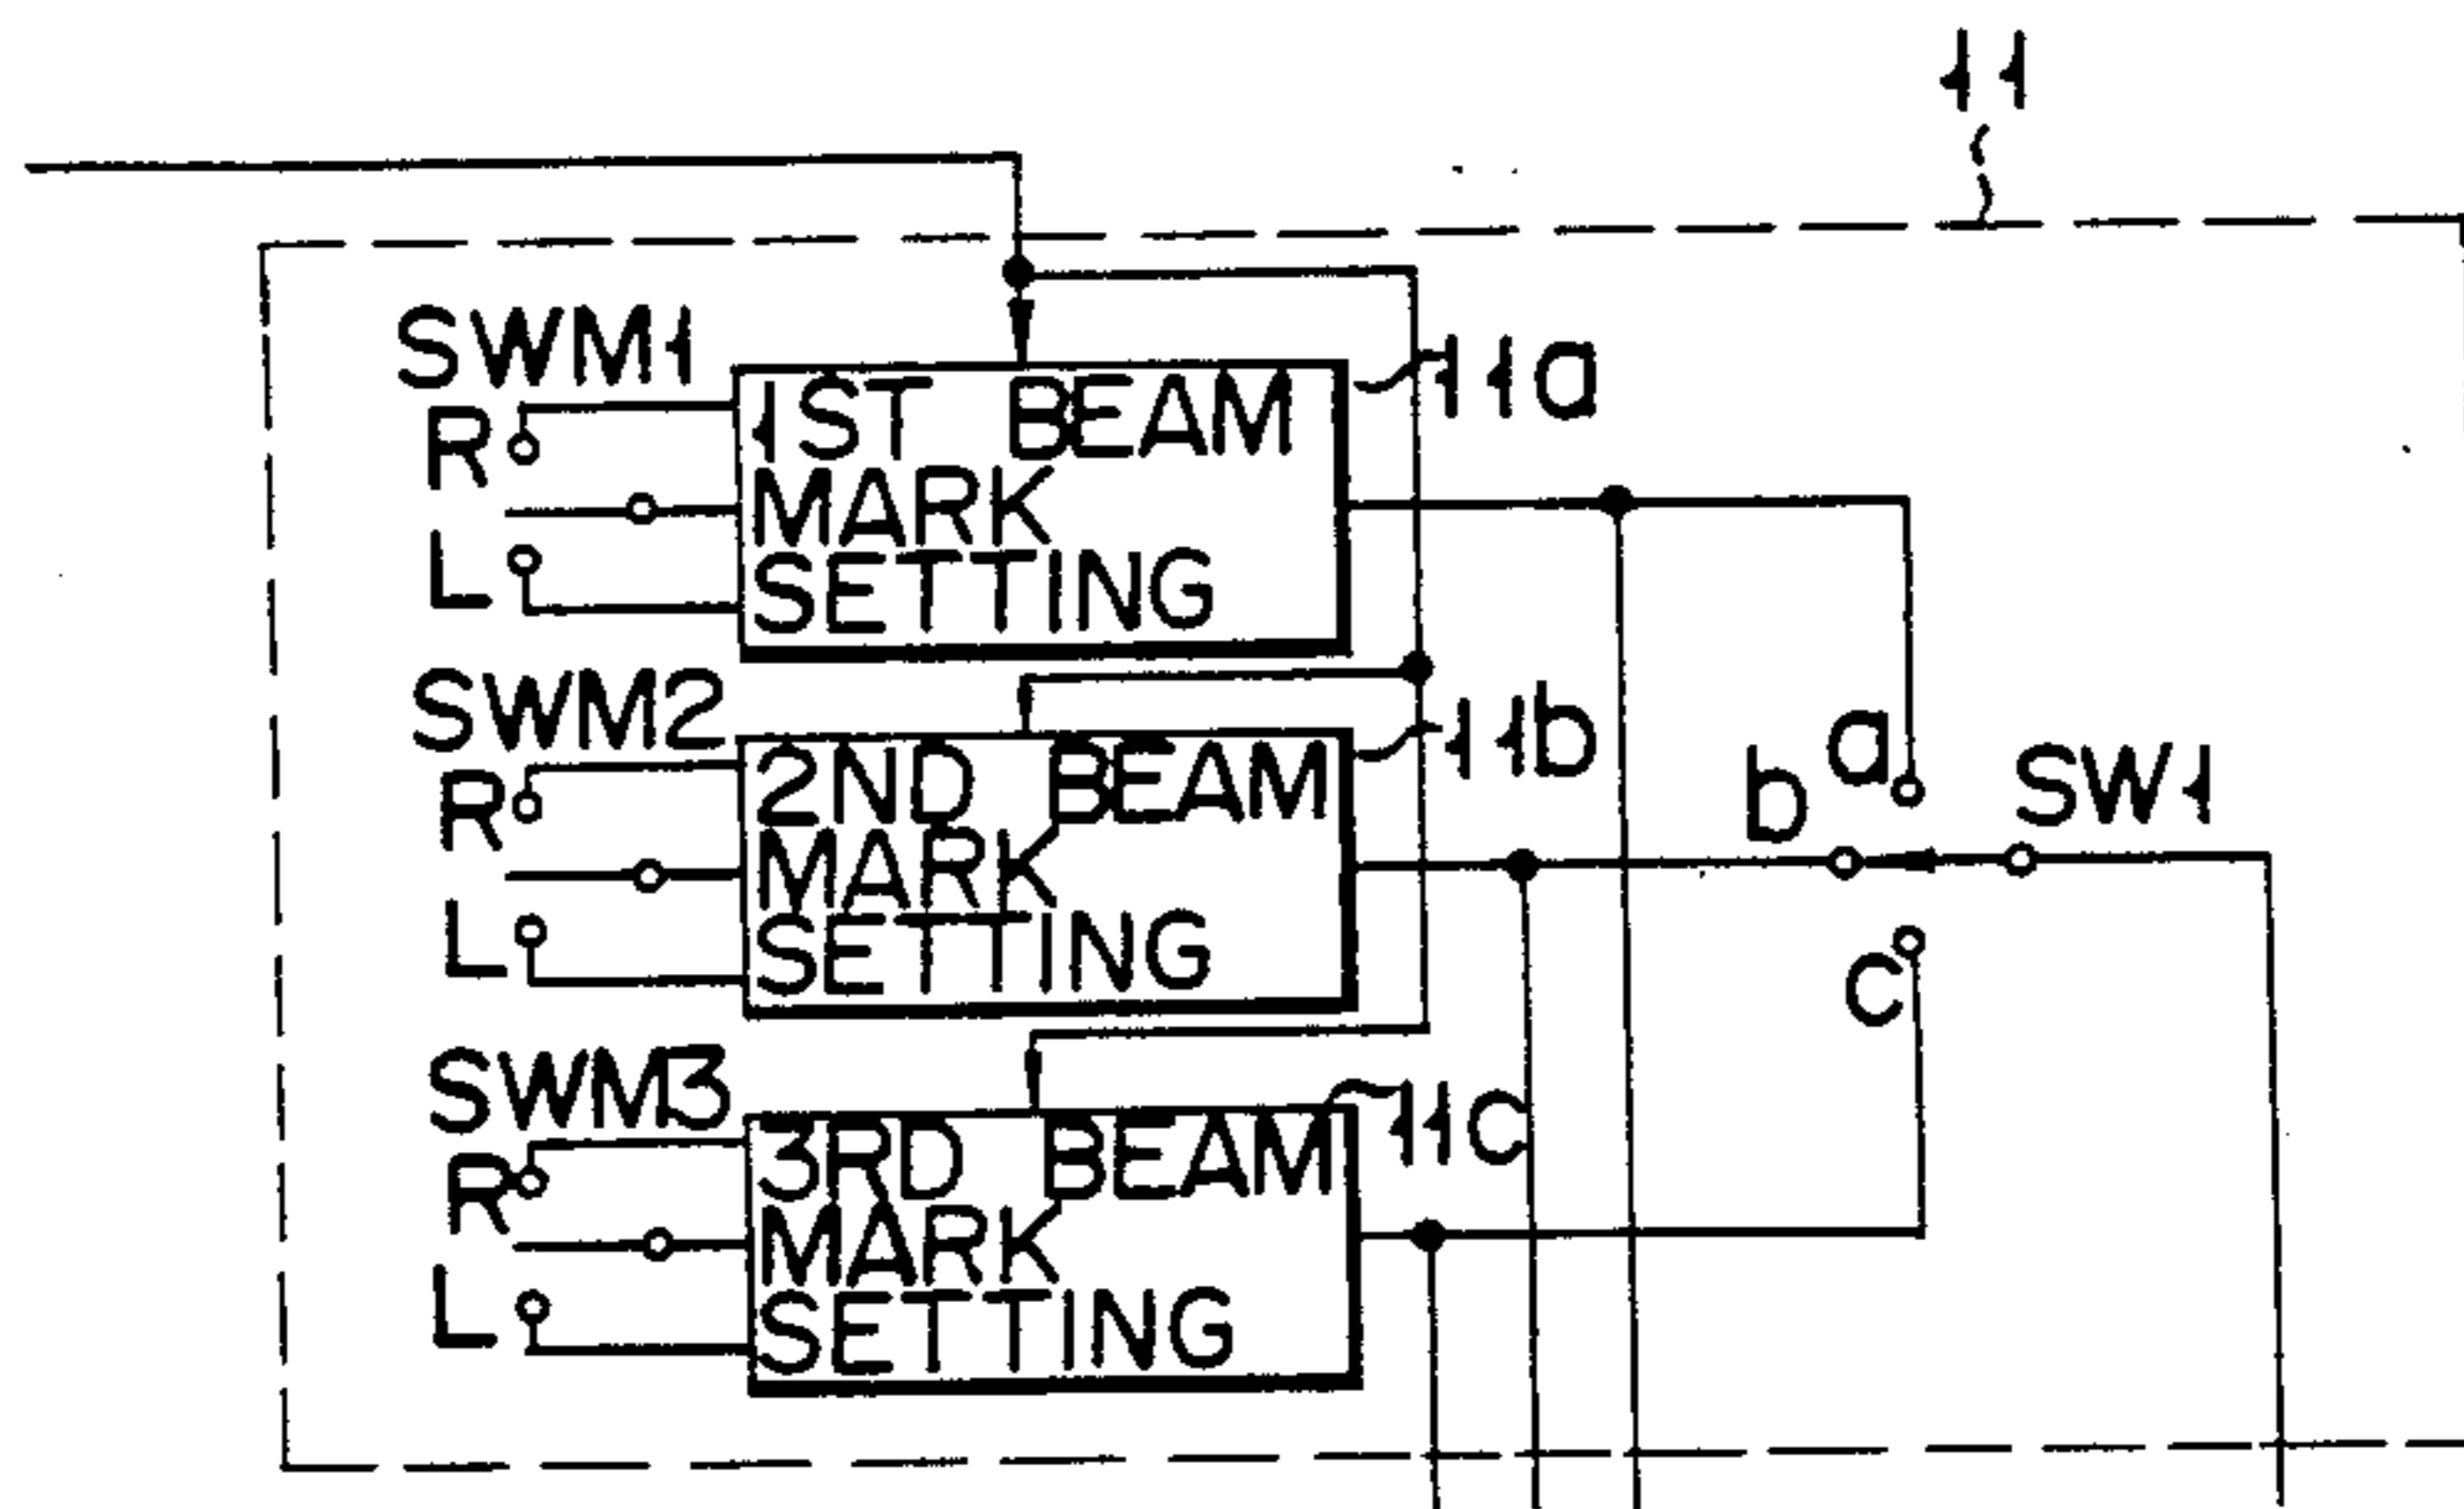 11
SWM1
R
L
1ST BEAM
MARK
SETTING
11a
SWM2
R
L
2ND BEAM
MARK
SETTING
11b
a
b
c
SW1
SWM3
R
L
3RD BEAM
MARK
SETTING
11c